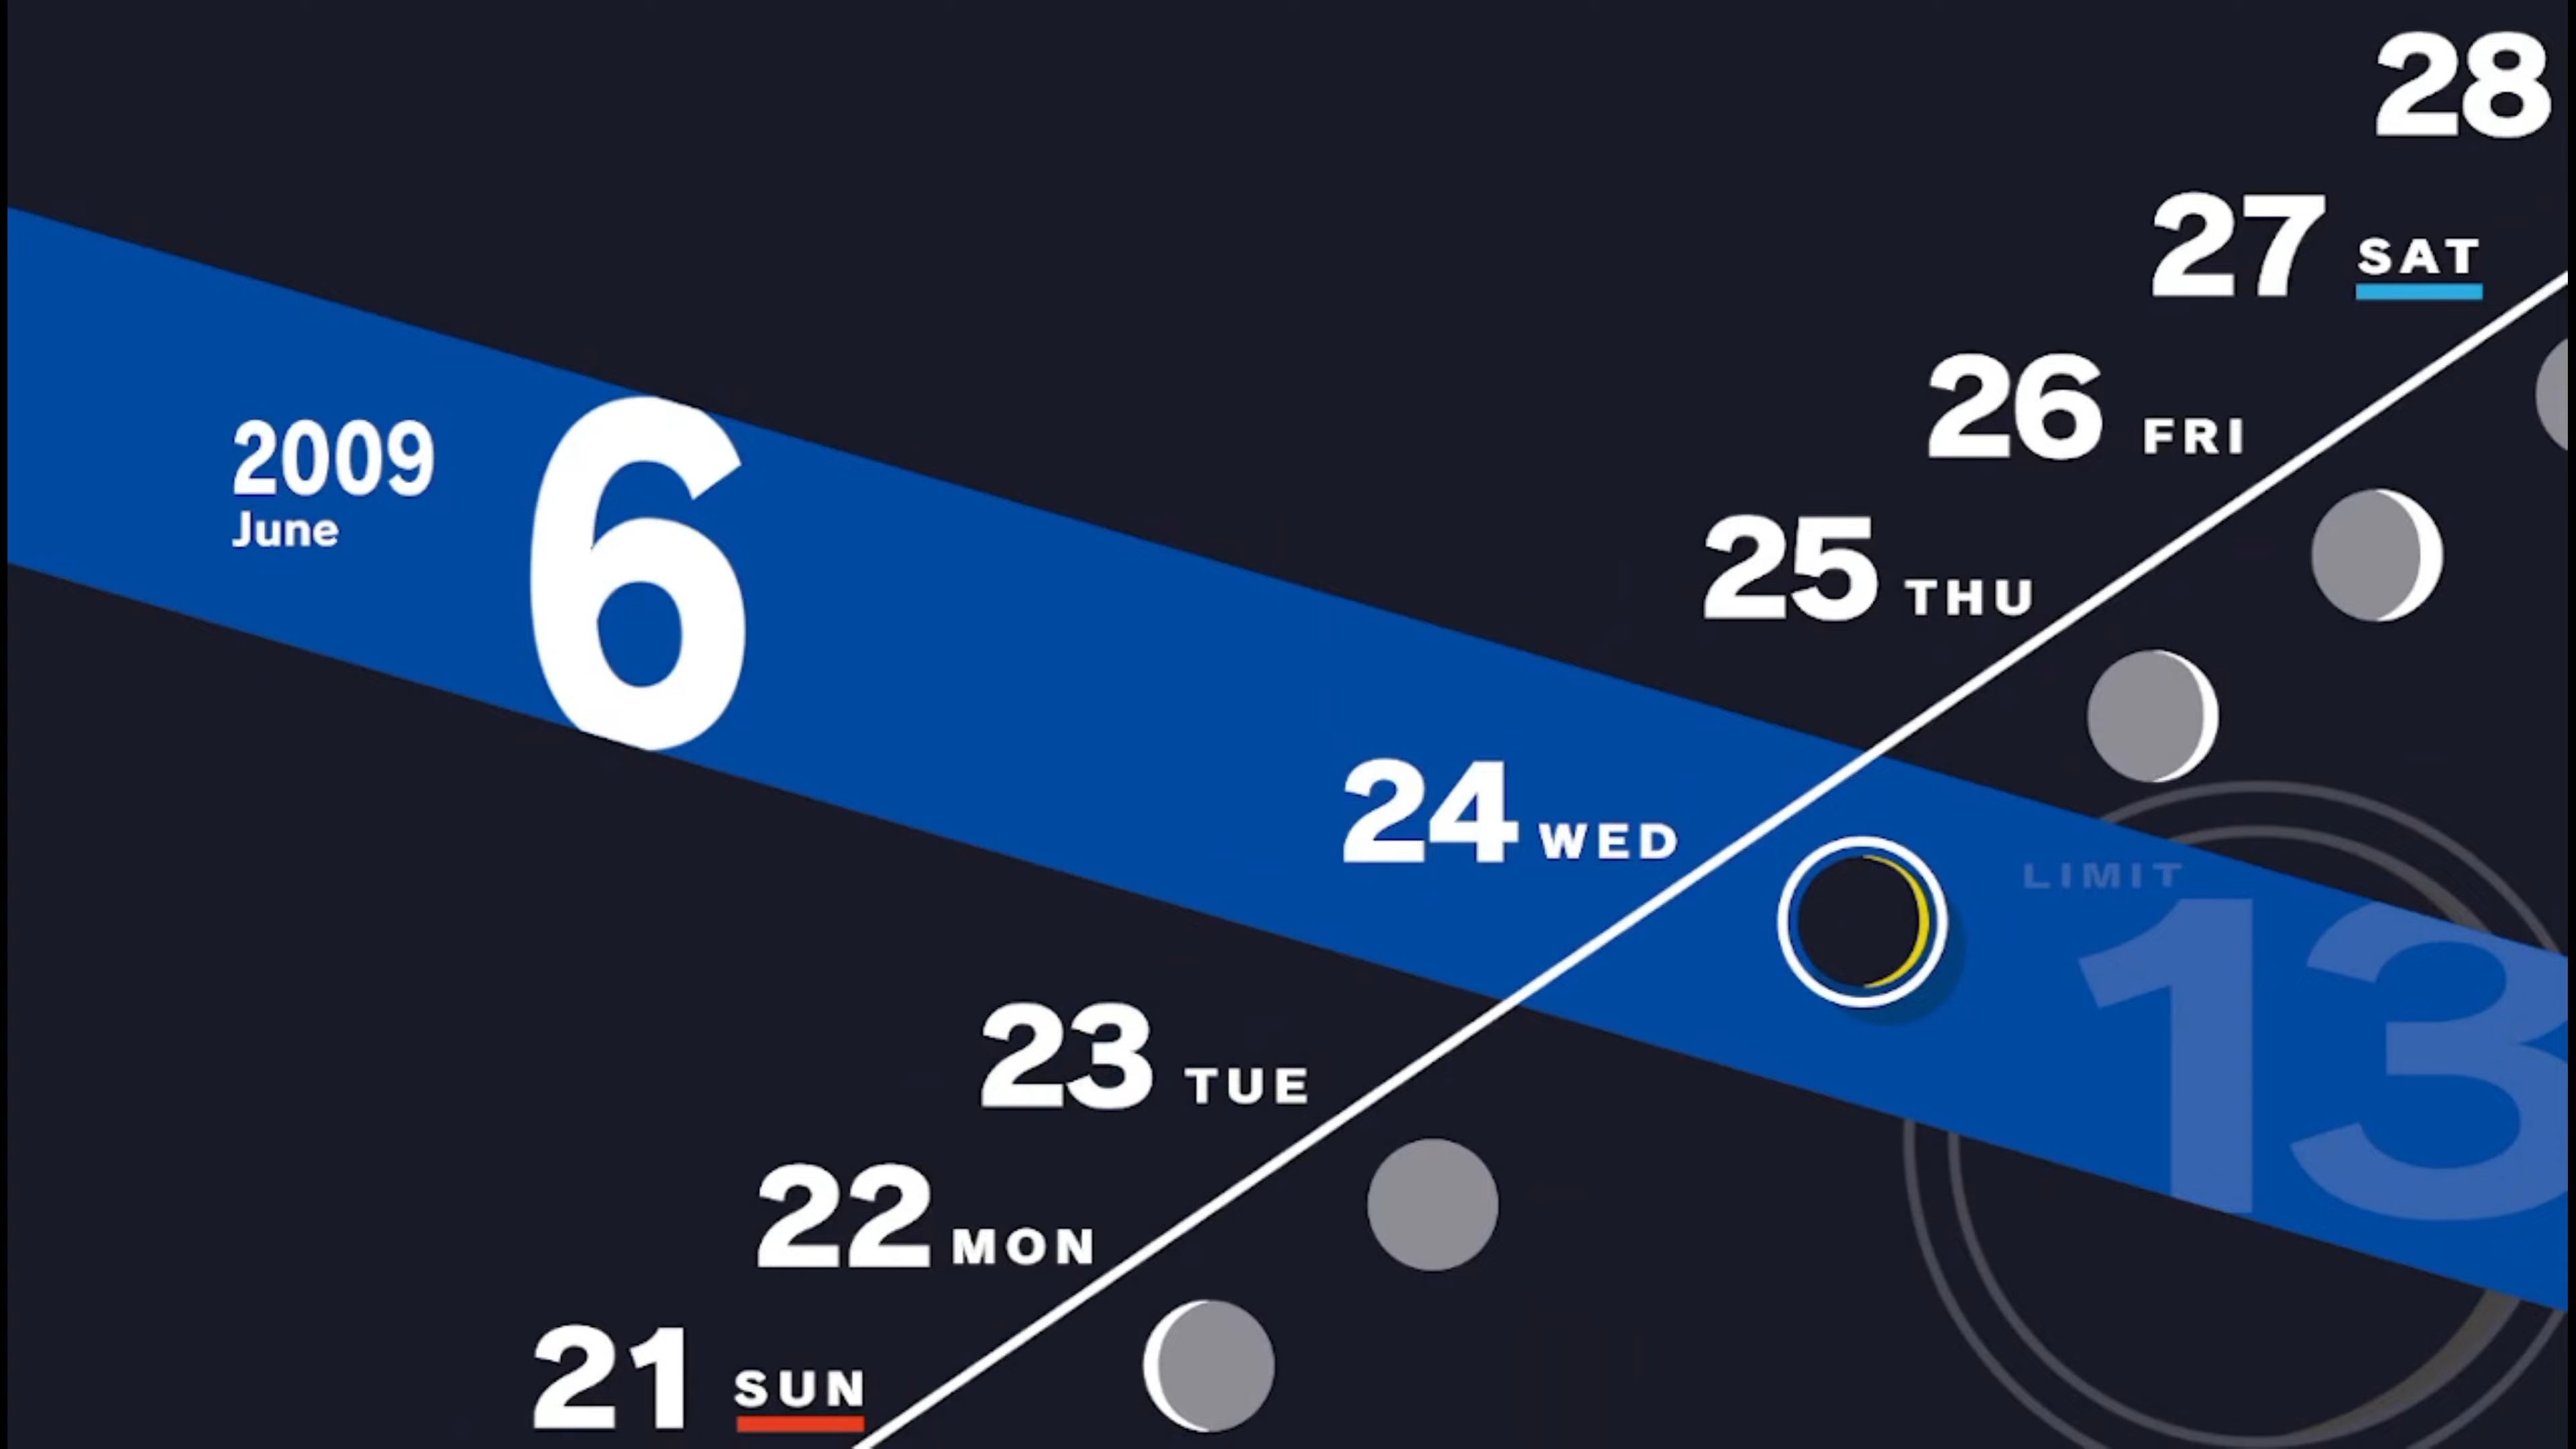 28
27 SAT
26 FRI
25 THU
2009
June
6
24 WED
LIMIT
13
23 TUE
22 MON
21 SUN